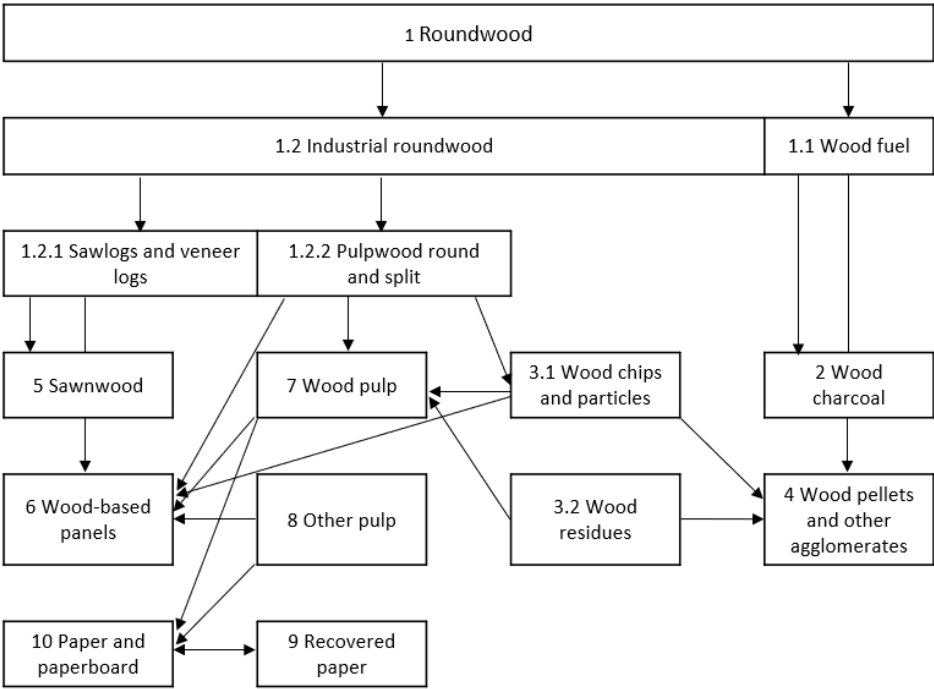 1 Roundwood
1.2 Industrial roundwood
1.1 Wood fuel
1.2.1 Sawlogs and veneer
logs
1.2.2 Pulpwood round
and split
5 Sawnwood
7 Wood pulp
3.1 Wood chips
and particles
2 Wood
charcoal
6 Wood-based
panels
8 Other pulp
3.2 Wood
residues
4 Wood pellets
and other
agglomerates
10 Paper and
paperboard
9 Recovered
paper